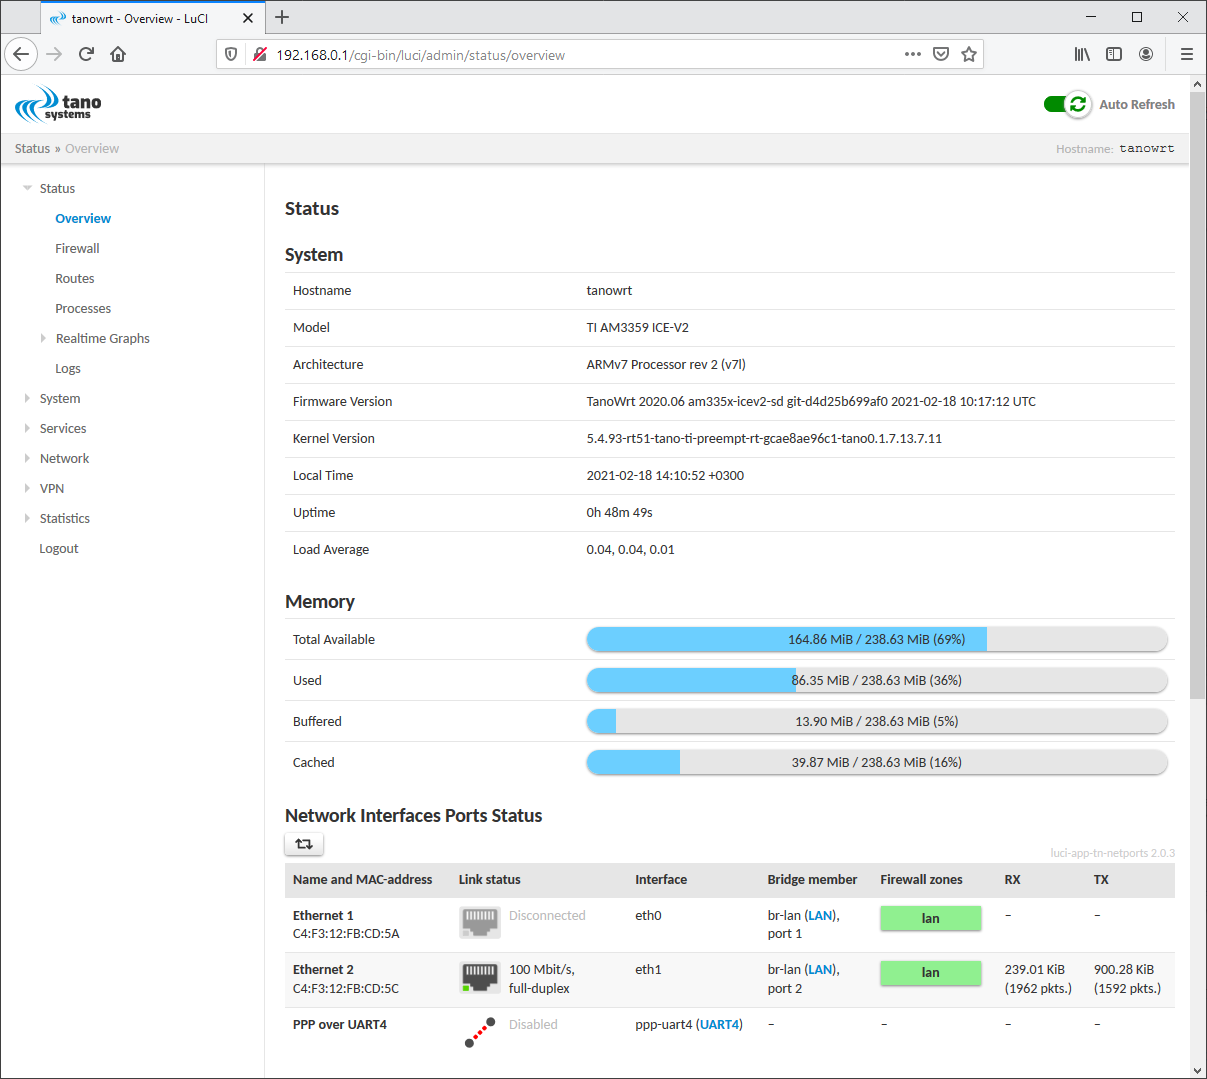 tanowrt - Overview - LuCI
192.168.0.1/cgi-bin/luci/admin/status/overview
tano
systems
Auto Refresh
Status » Overview
Hostname: tanowrt
Status
Overview
Firewall
Routes
Processes
Realtime Graphs
Logs
System
Services
Network
VPN
Statistics
Logout
Status
System
Hostname tanowrt
Model TI AM3359 ICE-V2
Architecture ARMv7 Processor rev 2 (v7l)
Firmware Version TanoWrt 2020.06 am335x-icev2-sd git-d4d25b699af0 2021-02-18 10:17:12 UTC
Kernel Version 5.4.93-rt51-tano-ti-preempt-rt-gcae8ae96c1-tano0.1.7.13.7.11
Local Time 2021-02-18 14:10:52 +0300
Uptime 0h 48m 49s
Load Average 0.04, 0.04, 0.01
Memory
Total Available 164.86 MiB / 238.63 MiB (69%)
Used 86.35 MiB / 238.63 MiB (36%)
Buffered 13.90 MiB / 238.63 MiB (5%)
Cached 39.87 MiB / 238.63 MiB (16%)
Network Interfaces Ports Status
luci-app-tn-netports 2.0.3
Name and MAC-address Link status Interface Bridge member Firewall zones RX TX
Ethernet 1 Disconnected eth0 br-lan (LAN), lan – –
C4:F3:12:FB:CD:5A port 1
Ethernet 2 100 Mbit/s, eth1 br-lan (LAN), lan 239.01 KiB 900.28 KiB
C4:F3:12:FB:CD:5C full-duplex port 2 (1962 pkts.) (1592 pkts.)
PPP over UART4 Disabled ppp-uart4 (UART4) – – – –